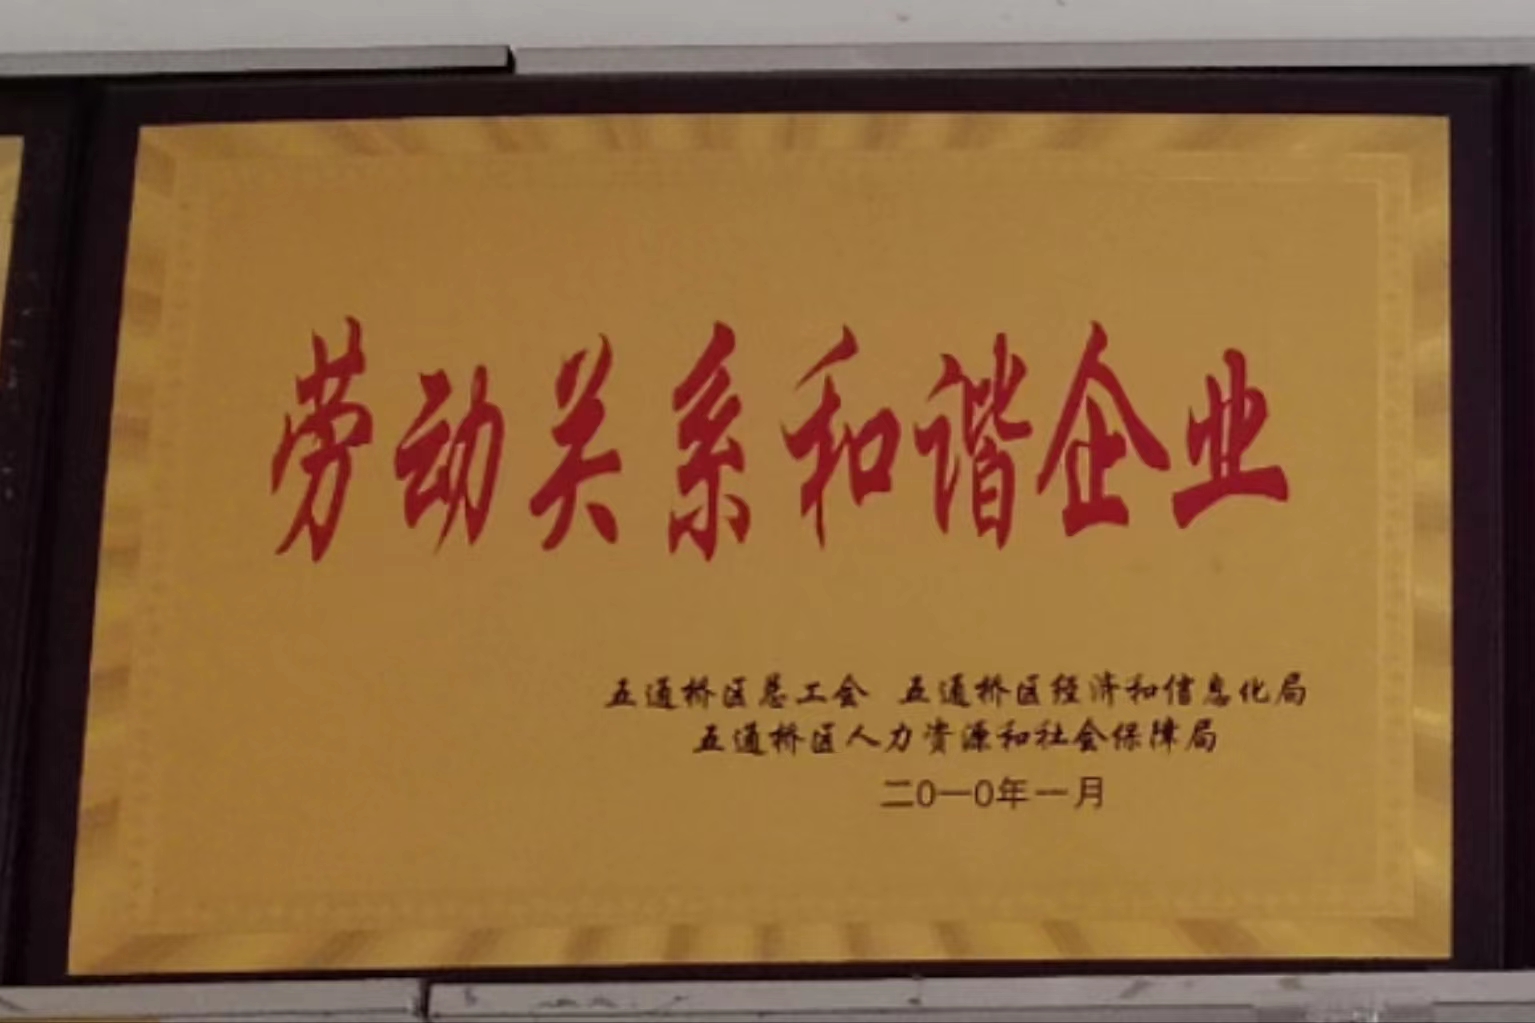 劳动关系和谐企业
五通桥区总工会 五通桥区经济和信息化局
五通桥区人力资源和社会保障局
二0一0年一月